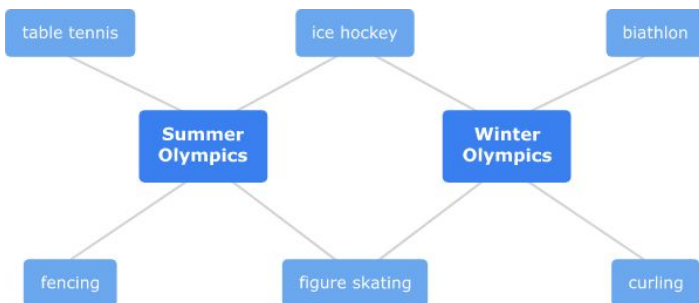 table tennis
ice hockey
biathlon
Summer
Olympics
Winter
Olympics
fencing
figure skating
curling